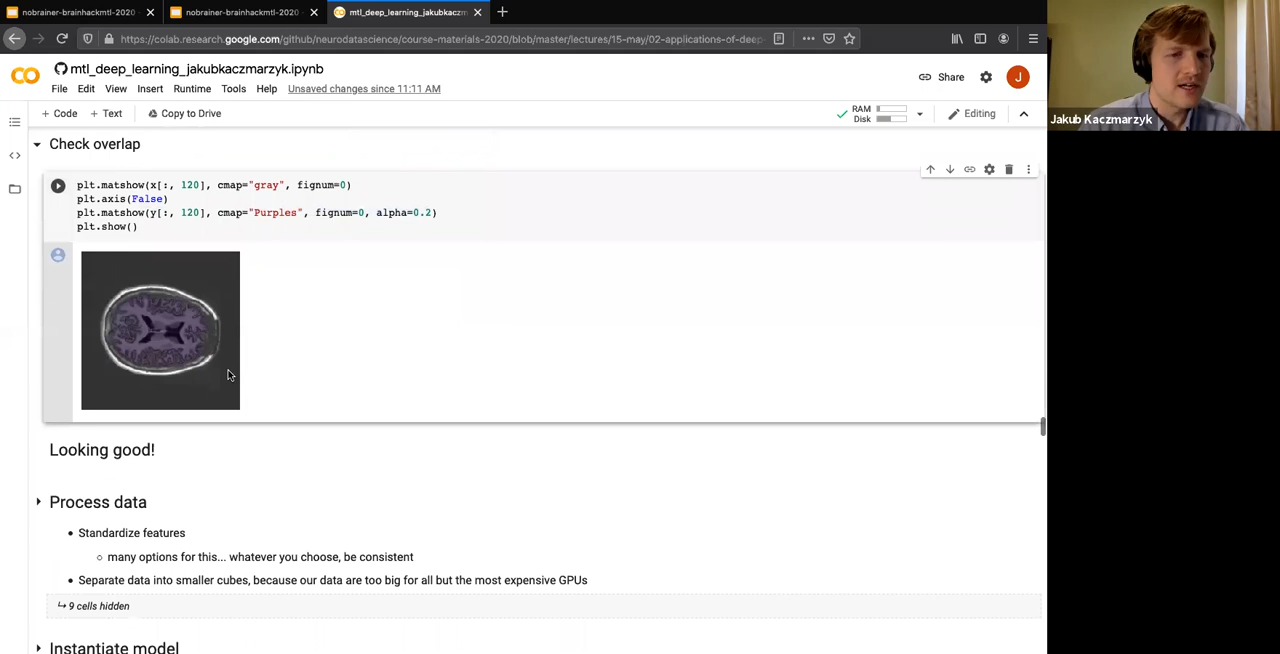 nobrainer-brainhackmtl-2020
nobrainer-brainhackmtl-2020
mtl_deep_learning_jakubkaczm
https://colab.research.google.com/github/neurodatascience/course-materials-2020/blob/master/lectures/15-may/02-applications-of-deep-
mtl_deep_learning_jakubkaczmarzyk.ipynb
File Edit View Insert Runtime Tools Help Unsaved changes since 11:11 AM
Share
J
+ Code + Text Copy to Drive
RAM
Disk
Editing
Jakub Kaczmarzyk
Check overlap
plt.matshow(x[:, 120], cmap="gray", fignum=0)
plt.axis(False)
plt.matshow(y[:, 120], cmap="Purples", fignum=0, alpha=0.2)
plt.show()
Looking good!
Process data
• Standardize features
○ many options for this... whatever you choose, be consistent
• Separate data into smaller cubes, because our data are too big for all but the most expensive GPUs
9 cells hidden
Instantiate model